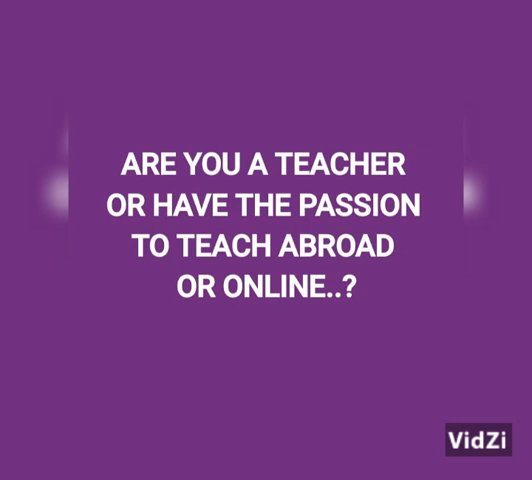 ARE YOU A TEACHER
OR HAVE THE PASSION
TO TEACH ABROAD
OR ONLINE..?
VidZi